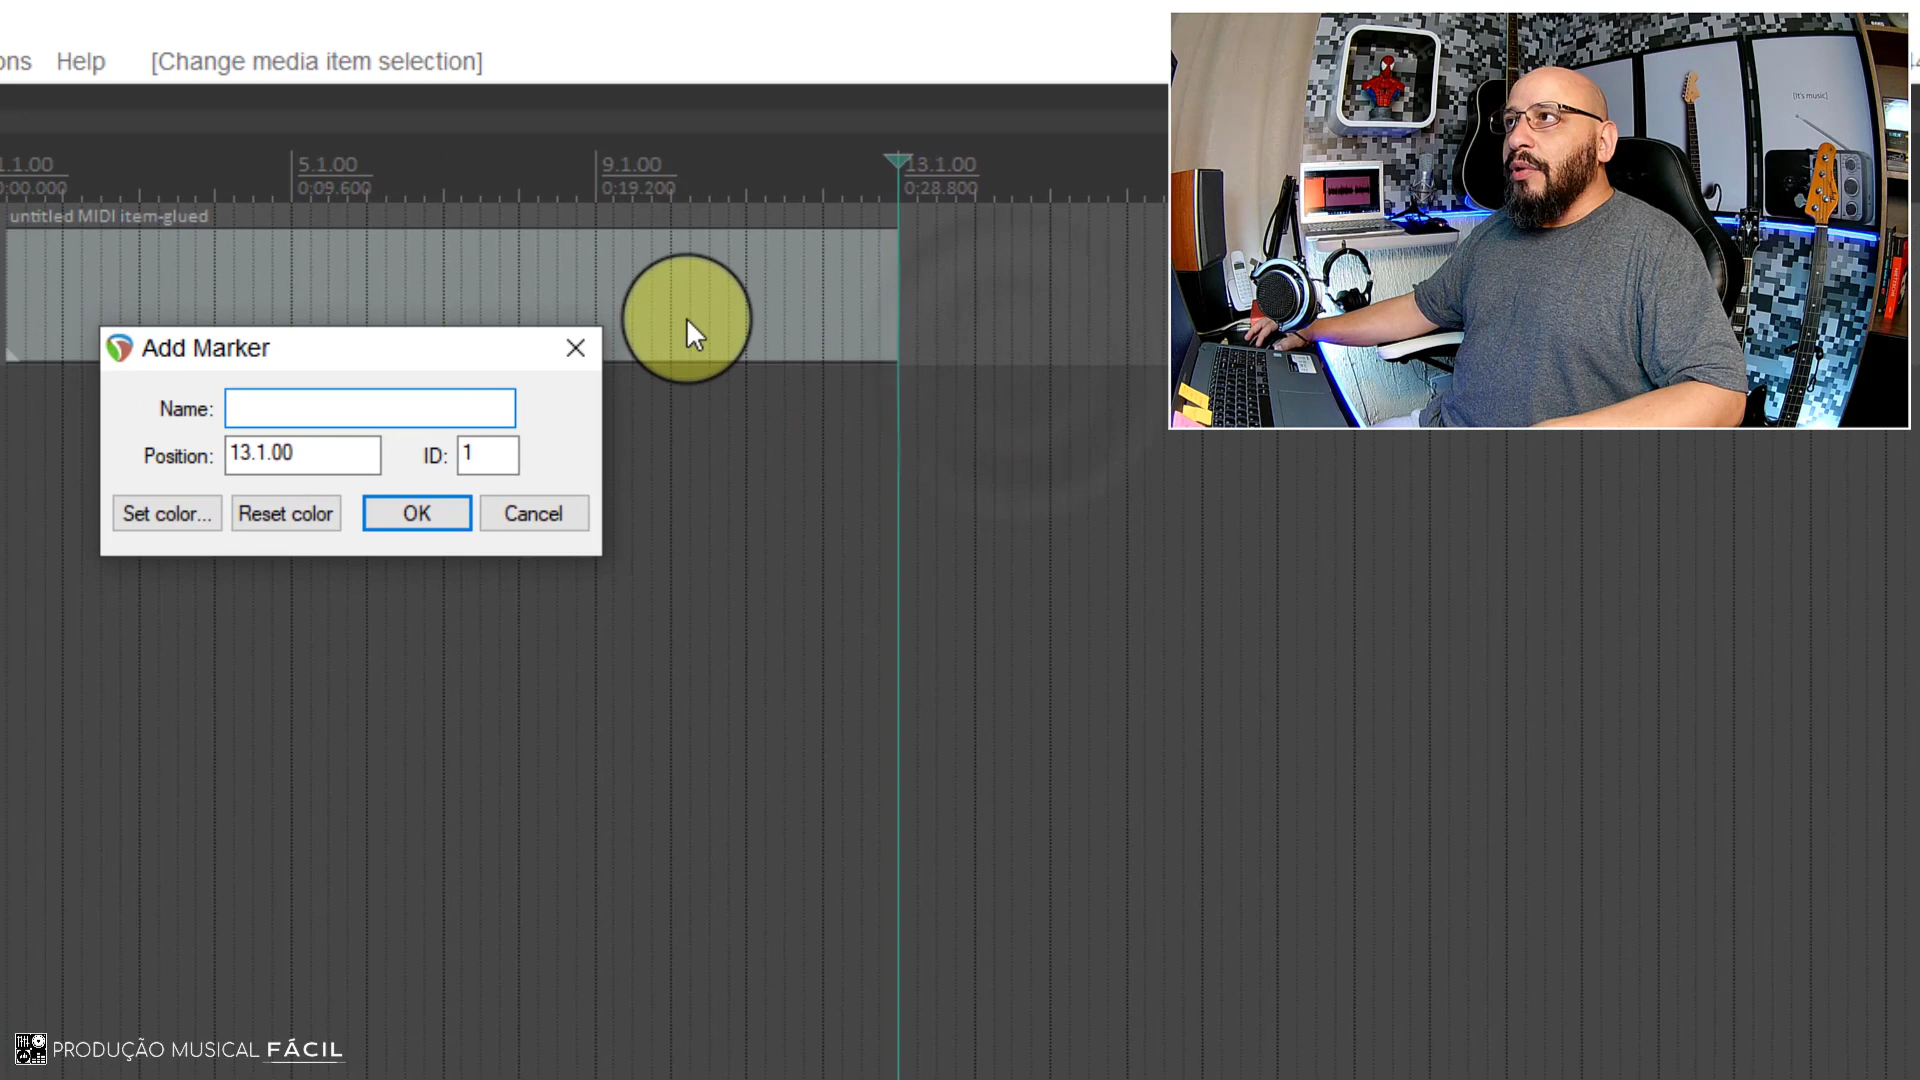 ons Help [Change media item selection]
1.1.00 5.1.00 9.1.00 13.1.00
0:00.000 0:09.600 0:19.200 0:28.800
untitled MIDI item-glued
Add Marker
Name:
Position: 13.1.00 ID: 1
Set color... Reset color OK Cancel
[It's music]
PRODUÇÃO MUSICAL FÁCIL